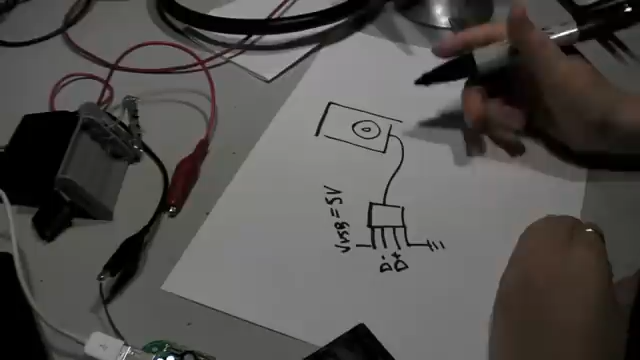 VUSB = 5V
D-
D+